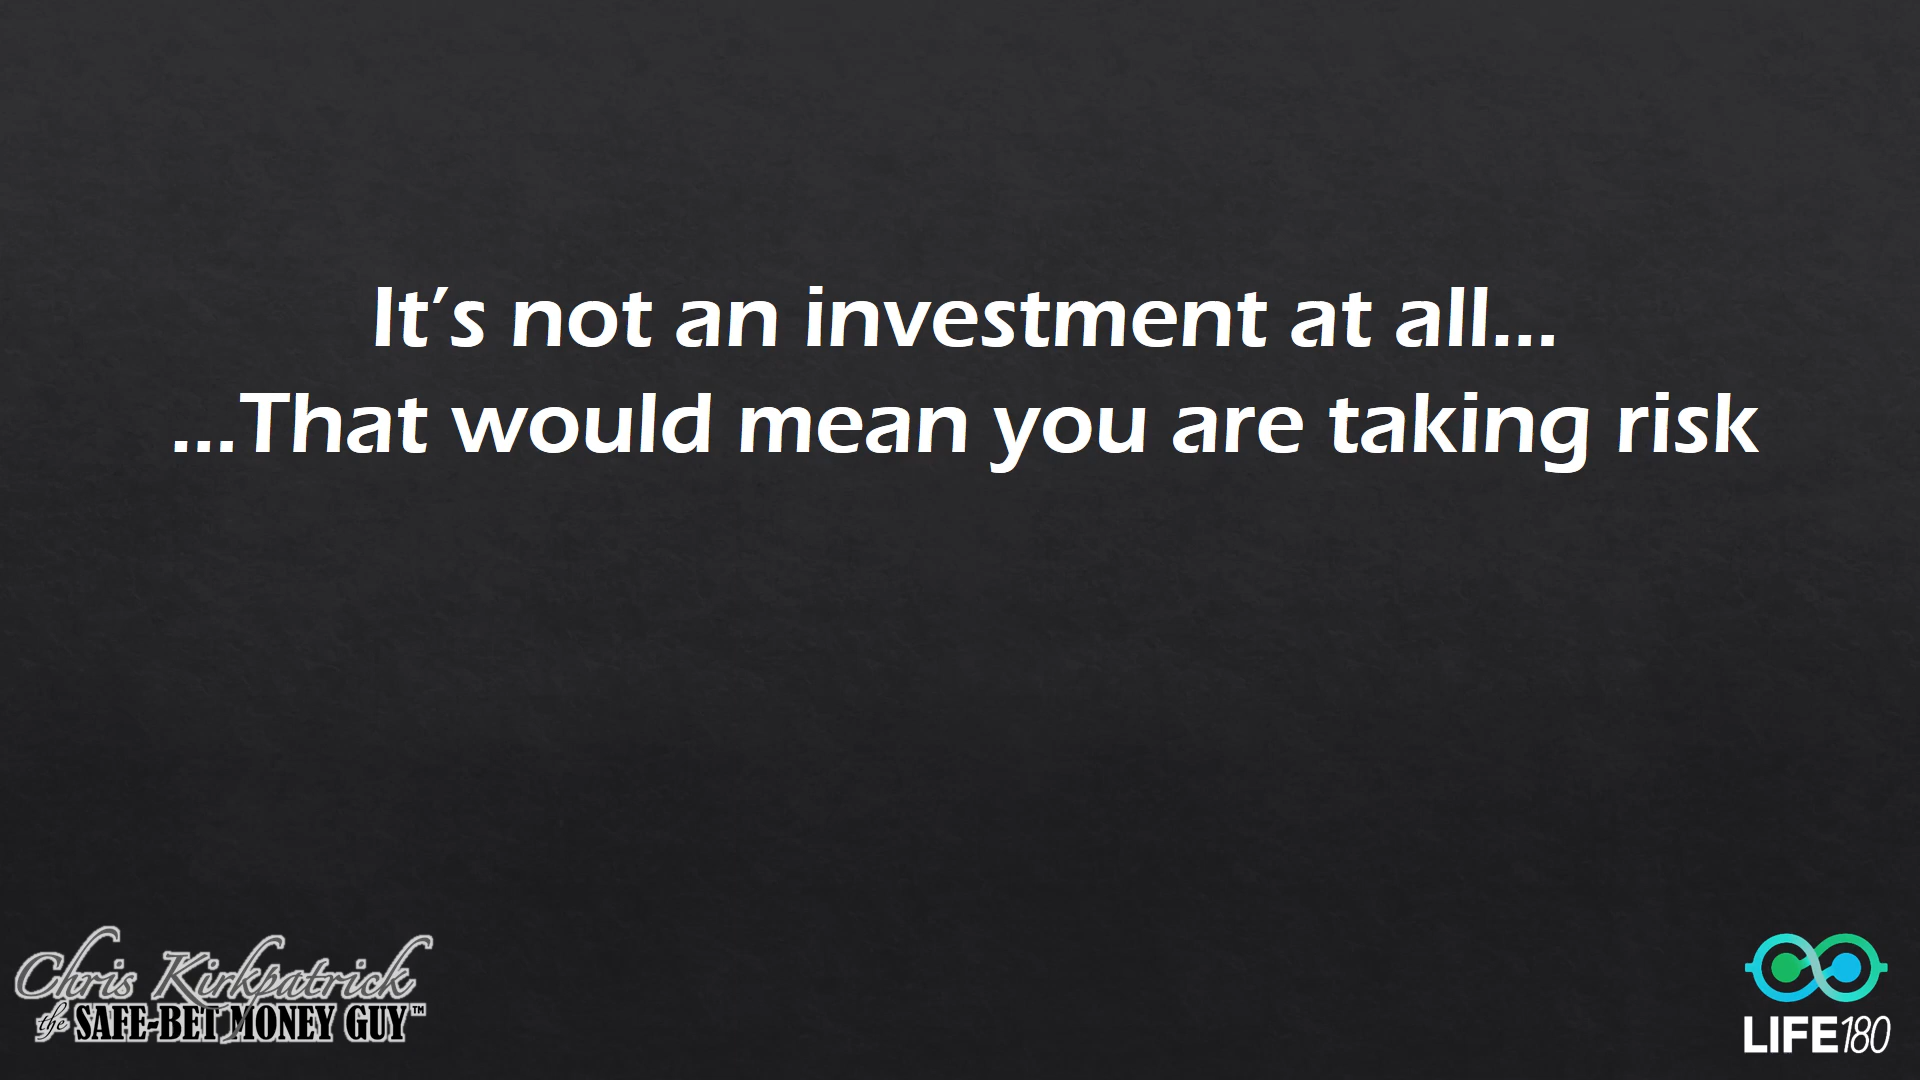 It’s not an investment at all...
...That would mean you are taking risk
Chris Kirkpatrick
the SAFE-BET MONEY GUY™
LIFE180